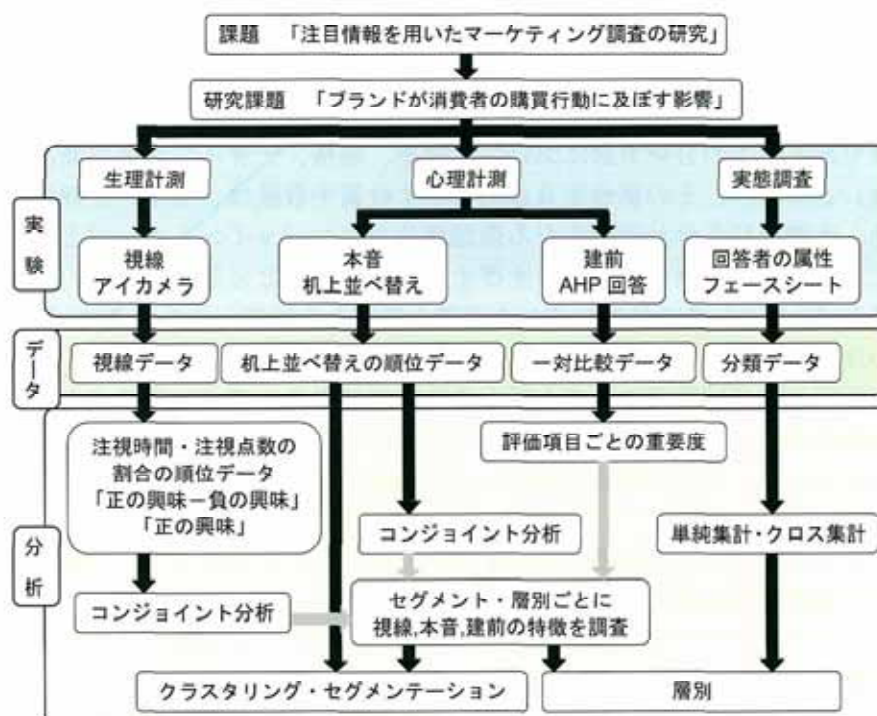 課題 「注目情報を用いたマーケティング調査の研究」
研究課題 「ブランドが消費者の購買行動に及ぼす影響」
実験
生理計測
心理計測
実態調査
視線
アイカメラ
本音
机上並べ替え
建前
AHP 回答
回答者の属性
フェースシート
データ
視線データ
机上並べ替えの順位データ
一対比較データ
分類データ
分析
注視時間・注視点数の
割合の順位データ
「正の興味－負の興味」
「正の興味」
評価項目ごとの重要度
コンジョイント分析
単純集計・クロス集計
コンジョイント分析
セグメント・層別ごとに
視線,本音,建前の特徴を調査
クラスタリング・セグメンテーション
層別